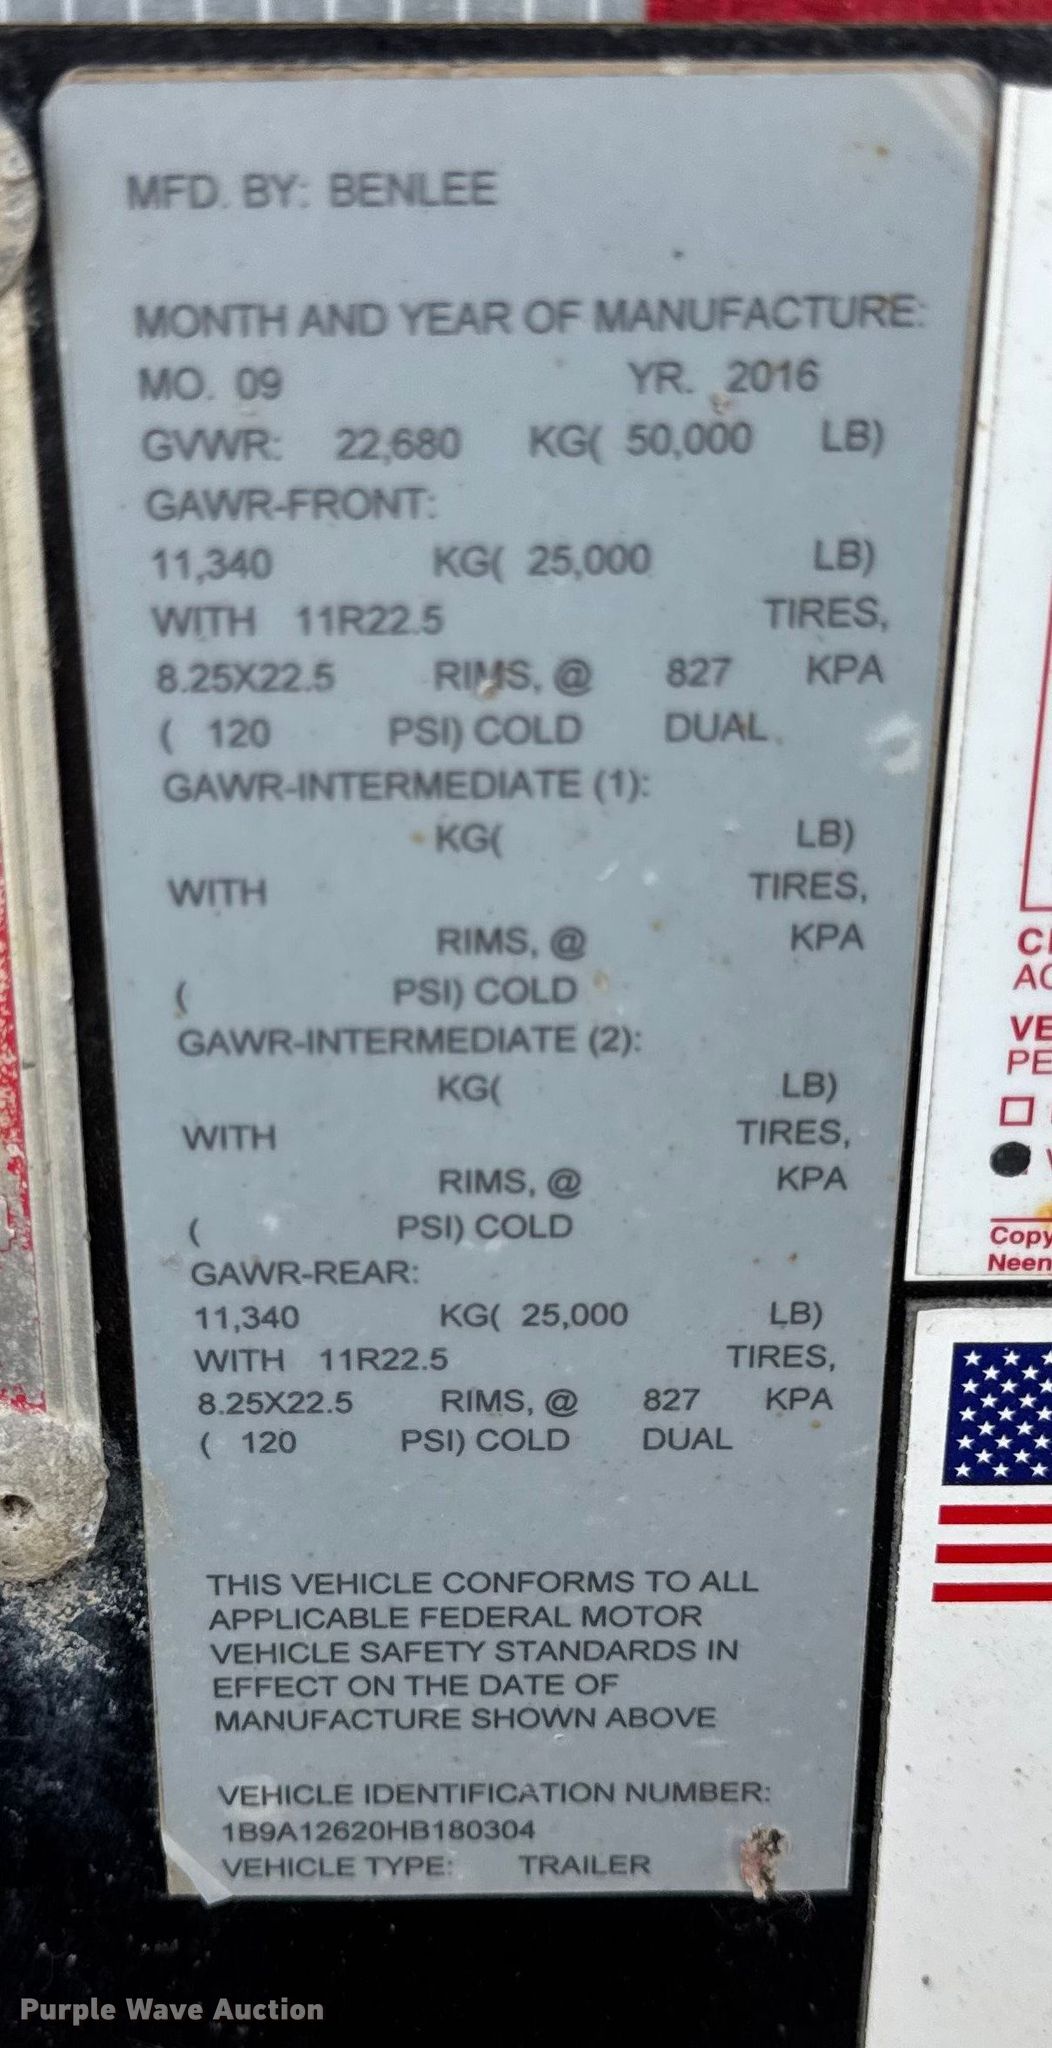 MFD. BY: BENLEE
MONTH AND YEAR OF MANUFACTURE:
MO. 09 YR. 2016
GVWR: 22,680 KG( 50,000 LB)
GAWR-FRONT:
11,340 KG( 25,000 LB)
WITH 11R22.5 TIRES,
8.25X22.5 RIMS, @ 827 KPA
( 120 PSI) COLD DUAL
GAWR-INTERMEDIATE (1):
KG( LB)
WITH TIRES,
RIMS, @ KPA
( PSI) COLD
GAWR-INTERMEDIATE (2):
KG( LB)
WITH TIRES,
RIMS, @ KPA
( PSI) COLD
GAWR-REAR:
11,340 KG( 25,000 LB)
WITH 11R22.5 TIRES,
8.25X22.5 RIMS, @ 827 KPA
( 120 PSI) COLD DUAL
THIS VEHICLE CONFORMS TO ALL
APPLICABLE FEDERAL MOTOR
VEHICLE SAFETY STANDARDS IN
EFFECT ON THE DATE OF
MANUFACTURE SHOWN ABOVE
VEHICLE IDENTIFICATION NUMBER:
1B9A12620HB180304
VEHICLE TYPE: TRAILER
Purple Wave Auction